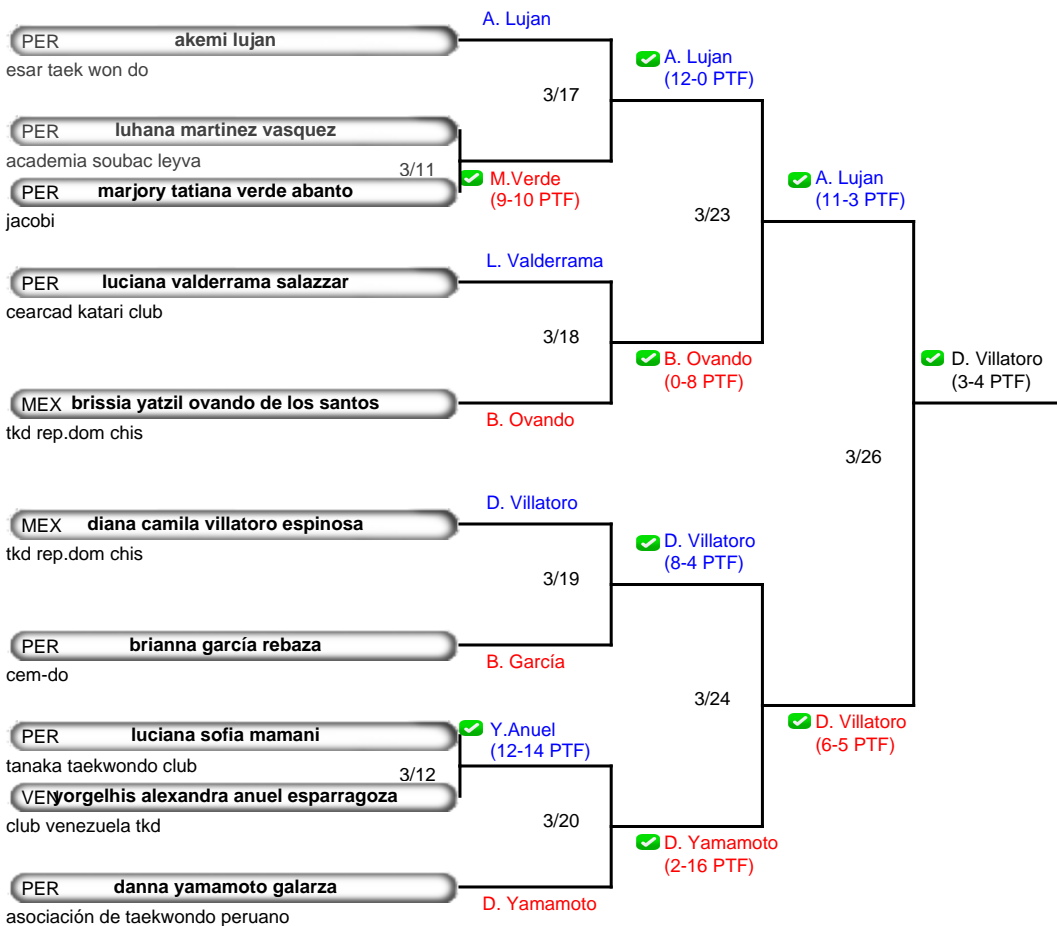 A. Lujan
PER akemi lujan
esar taek won do
A. Lujan
(12-0 PTF)
3/17
PER luhana martinez vasquez
academia soubac leyva
3/11
M.Verde
(9-10 PTF)
PER marjory tatiana verde abanto
jacobi
A. Lujan
(11-3 PTF)
3/23
L. Valderrama
PER luciana valderrama salazzar
cearcad katari club
3/18
B. Ovando
(0-8 PTF)
MEX brissia yatzil ovando de los santos
tkd rep.dom chis
B. Ovando
D. Villatoro
(3-4 PTF)
3/26
D. Villatoro
MEX diana camila villatoro espinosa
tkd rep.dom chis
D. Villatoro
(8-4 PTF)
3/19
PER brianna garcía rebaza
cem-do
B. García
3/24
D. Villatoro
(6-5 PTF)
PER luciana sofia mamani
tanaka taekwondo club
Y.Anuel
(12-14 PTF)
3/12
VEN yorgelhis alexandra anuel esparragoza
club venezuela tkd
3/20
D. Yamamoto
(2-16 PTF)
PER danna yamamoto galarza
asociación de taekwondo peruano
D. Yamamoto